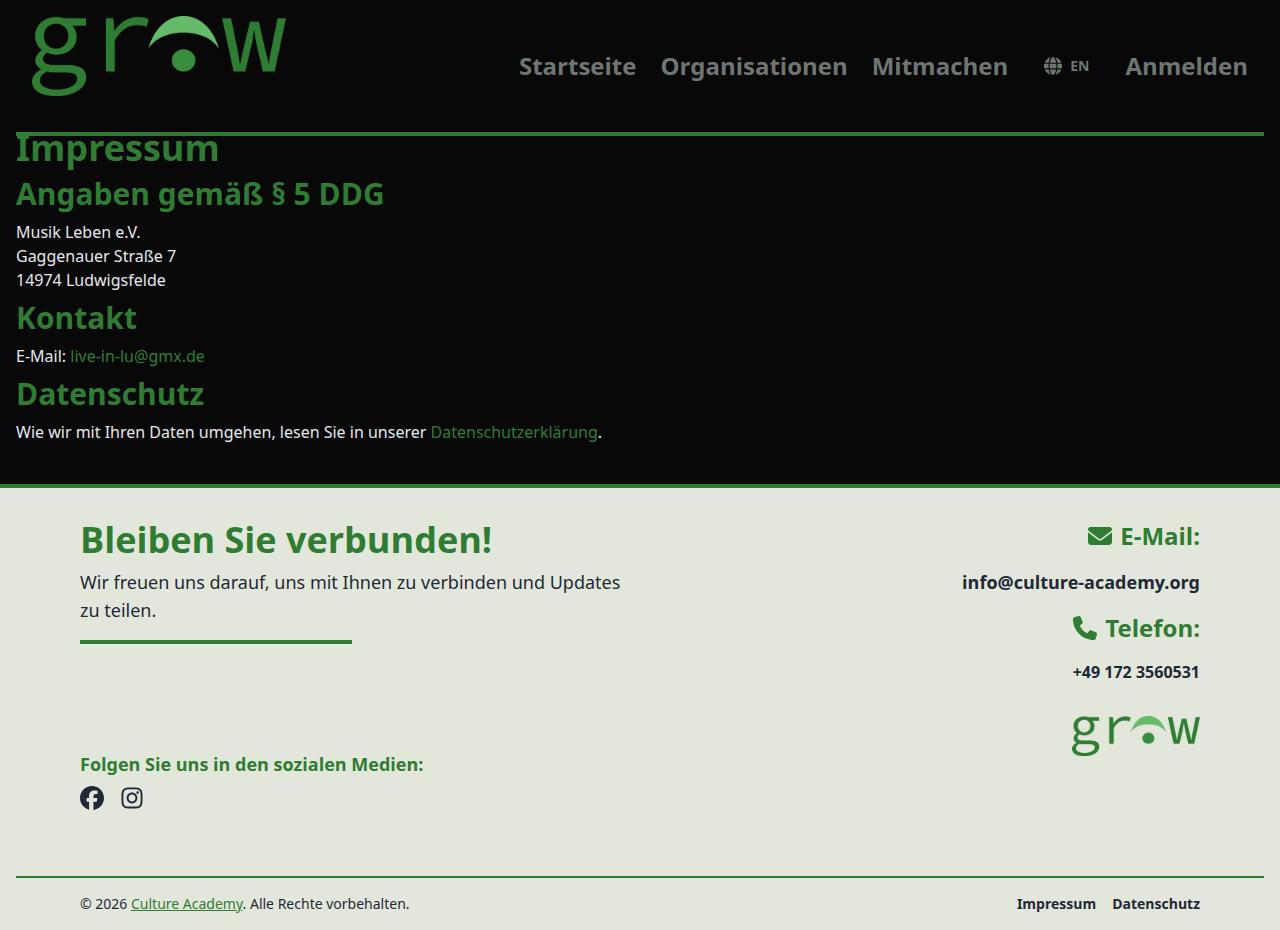 grow
Startseite Organisationen Mitmachen EN Anmelden
Impressum
Angaben gemäß § 5 DDG
Musik Leben e.V.
Gaggenauer Straße 7
14974 Ludwigsfelde
Kontakt
E-Mail: live-in-lu@gmx.de
Datenschutz
Wie wir mit Ihren Daten umgehen, lesen Sie in unserer Datenschutzerklärung.
Bleiben Sie verbunden!
Wir freuen uns darauf, uns mit Ihnen zu verbinden und Updates
zu teilen.
Folgen Sie uns in den sozialen Medien:
E-Mail:
info@culture-academy.org
Telefon:
+49 172 3560531
grow
© 2026 Culture Academy. Alle Rechte vorbehalten.
Impressum Datenschutz